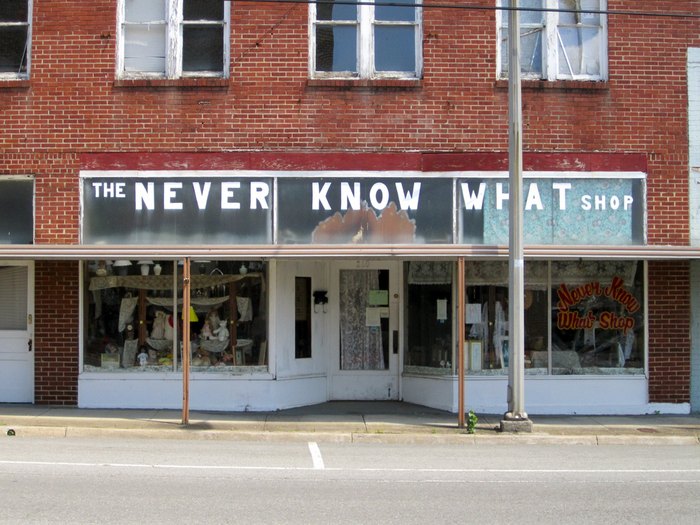 THE NEVER KNOW WHAT SHOP
Never Know
What Shop